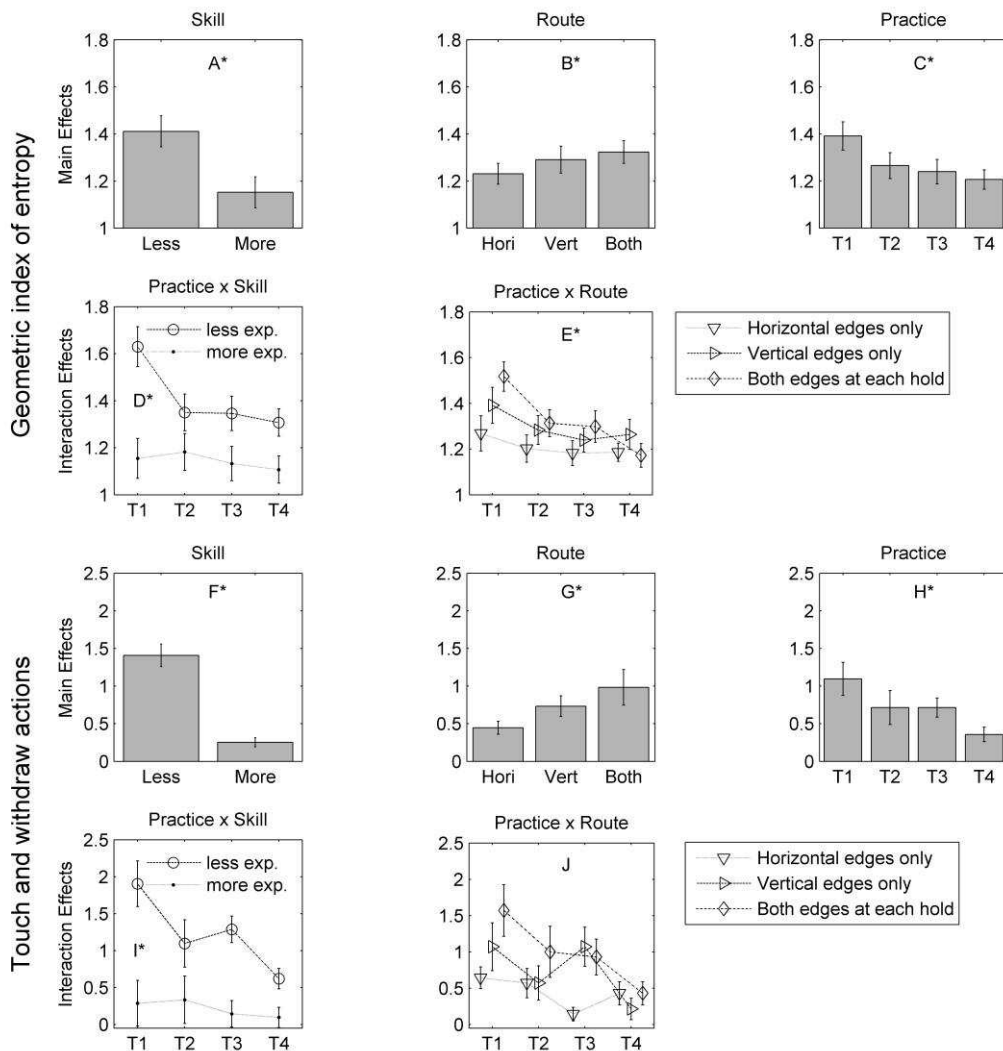 Geometric index of entropy
Skill
Main Effects
1.8
1.6
1.4
1.2
1
A*
Less More
Route
1.8
1.6
1.4
1.2
1
B*
Hori Vert Both
Practice
1.8
1.6
1.4
1.2
1
C*
T1 T2 T3 T4
Practice x Skill
Interaction Effects
1.8
1.6
1.4
1.2
1
less exp.
more exp.
D*
T1 T2 T3 T4
Practice x Route
1.8
1.6
1.4
1.2
1
E*
T1 T2 T3 T4
Horizontal edges only
Vertical edges only
Both edges at each hold
Touch and withdraw actions
Skill
Main Effects
2.5
2
1.5
1
0.5
0
F*
Less More
Route
2.5
2
1.5
1
0.5
0
G*
Hori Vert Both
Practice
2.5
2
1.5
1
0.5
0
H*
T1 T2 T3 T4
Practice x Skill
Interaction Effects
2.5
2
1.5
1
0.5
0
less exp.
more exp.
I*
T1 T2 T3 T4
Practice x Route
2.5
2
1.5
1
0.5
0
J
T1 T2 T3 T4
Horizontal edges only
Vertical edges only
Both edges at each hold